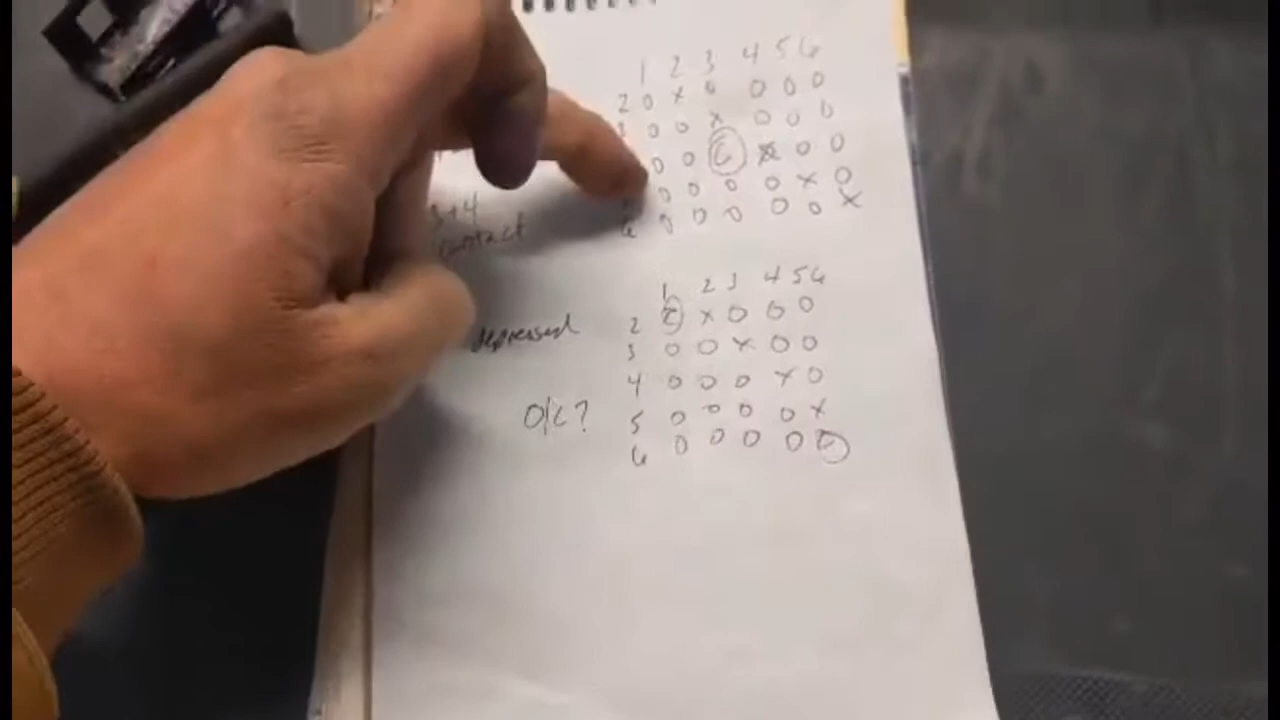 1 2 3 4 5 6
2 0 x 0 0 0 0
0 0 x 0 0 0
0 0 C x 0 0
0 0 0 0 x 0
6 0 0 0 0 0 x
3+4
contact
1 2 3 4 5 6
2 C x 0 0 0
depressed
3 0 0 x 0 0
4 0 0 0 x 0
O/C?
5 0 0 0 0 x
6 0 0 0 0 C